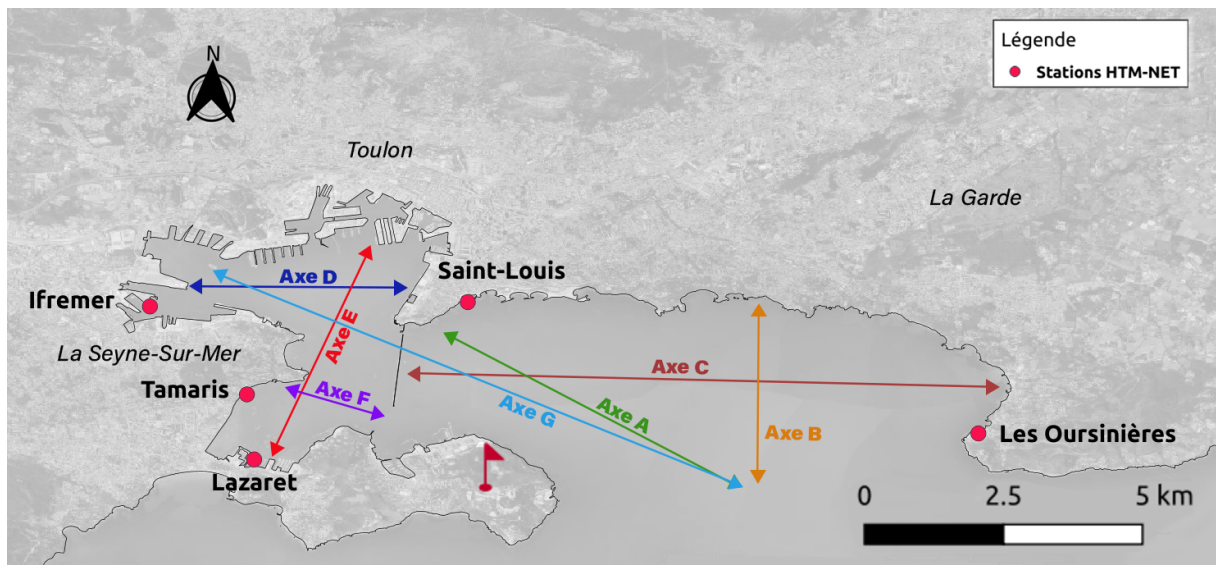 Légende
Stations HTM-NET
N
Toulon
La Garde
Saint-Louis
Axe D
Ifremer
Axe E
La Seyne-Sur-Mer
Axe C
Tamaris
Axe F
Axe G
Axe A
Axe B
Les Oursinières
Lazaret
0
2.5
5 km